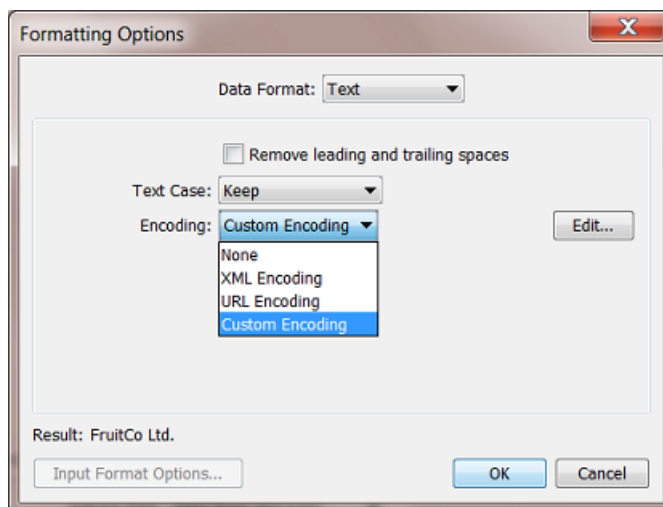 Formatting Options
X
Data Format: Text
Remove leading and trailing spaces
Text Case: Keep
Encoding: Custom Encoding Edit...
None
XML Encoding
URL Encoding
Custom Encoding
Result: FruitCo Ltd.
Input Format Options... OK Cancel